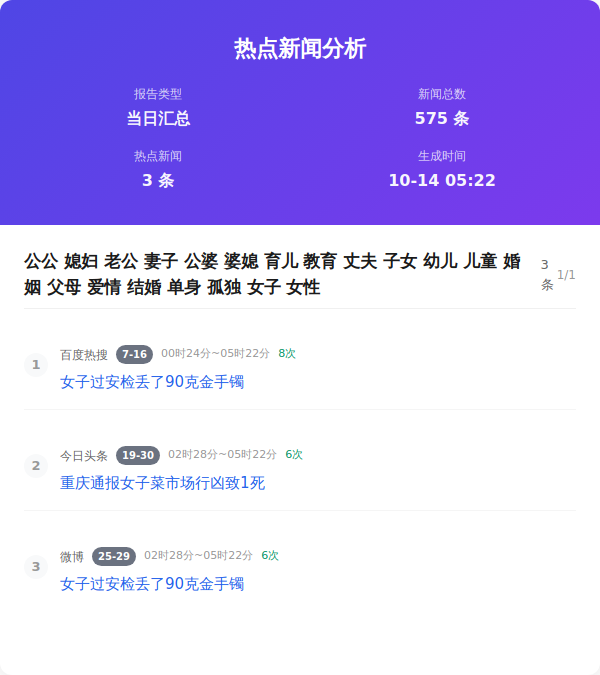 热点新闻分析
报告类型
新闻总数
当日汇总
575 条
热点新闻
生成时间
3 条
10-14 05:22
公公 媳妇 老公 妻子 公婆 婆媳 育儿 教育 丈夫 子女 幼儿 儿童 婚
姻 父母 爱情 结婚 单身 孤独 女子 女性
3
条
1/1
1
百度热搜 7-16 00时24分~05时22分 8次
女子过安检丢了90克金手镯
2
今日头条 19-30 02时28分~05时22分 6次
重庆通报女子菜市场行凶致1死
3
微博 25-29 02时28分~05时22分 6次
女子过安检丢了90克金手镯